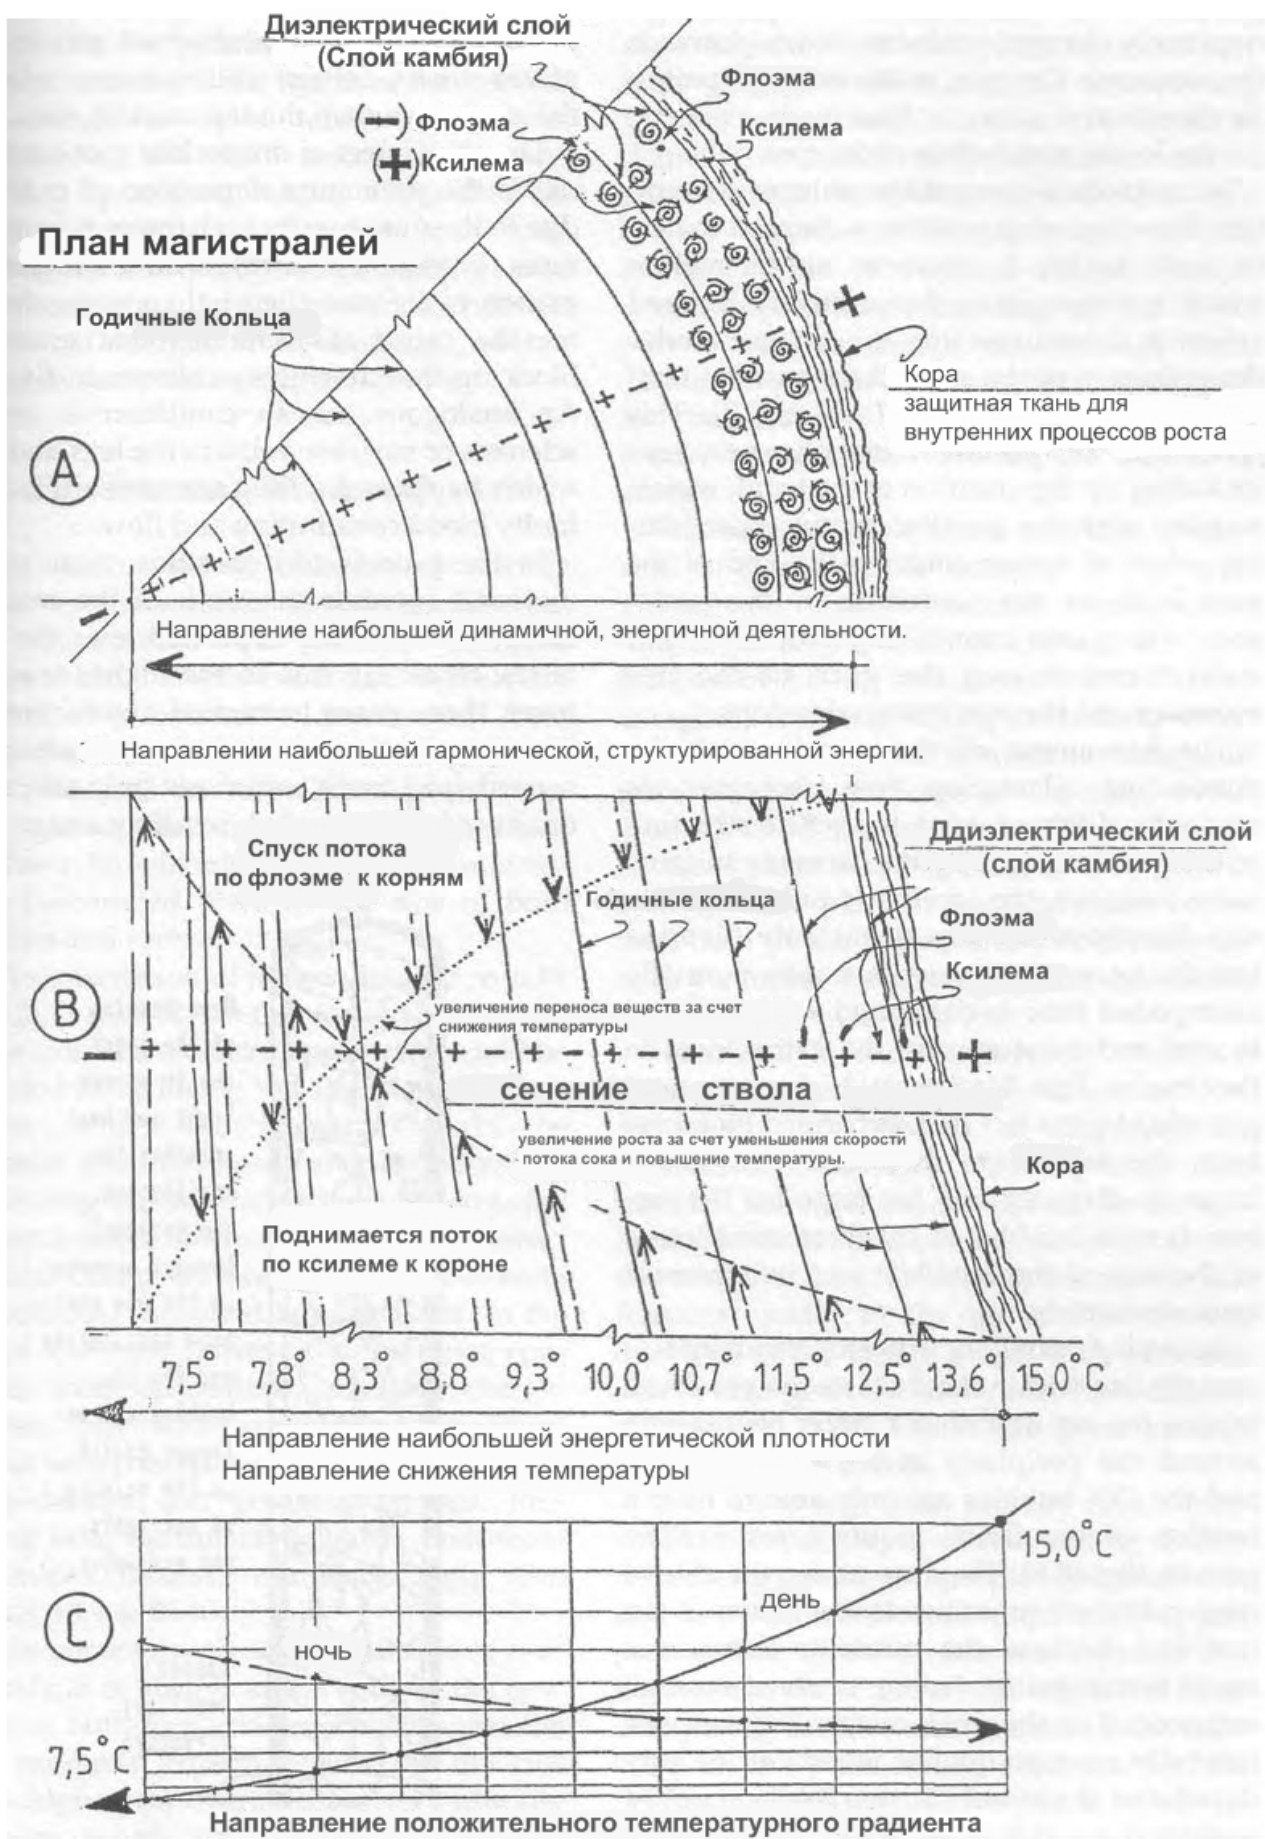 Диэлектрический слой
(Слой камбия)
Флоэма
(−) Флоэма
Ксилема
(+) Ксилема
План магистралей
Годичные Кольца
+
Кора
защитная ткань для
внутренних процессов роста
A
Направление наибольшей динамичной, энергичной деятельности.
Направлении наибольшей гармонической, структурированной энергии.
Ддиэлектрический слой
(слой камбия)
Спуск потока
по флоэме к корням
одичные кольца
Флоэма
Ксилема
B
увеличение переноса веществ за счет
снижения температуры
сечение ствола
увеличение роста за счет уменьшения скорости
потока сока и повышение температуры.
Кора
Поднимается поток
по ксилеме к короне
7,5° 7,8° 8,3° 8,8° 9,3° 10,0° 10,7° 11,5° 12,5° 13,6° 15,0°C
Направление наибольшей энергетической плотности
Направление снижения температуры
15,0°C
C
день
ночь
7,5°C
Направление положительного температурного градиента